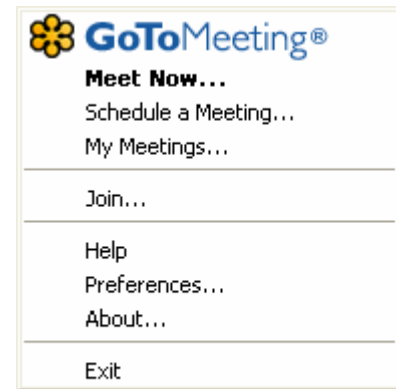 GoToMeeting®
Meet Now...
Schedule a Meeting...
My Meetings...
Join...
Help
Preferences...
About...
Exit